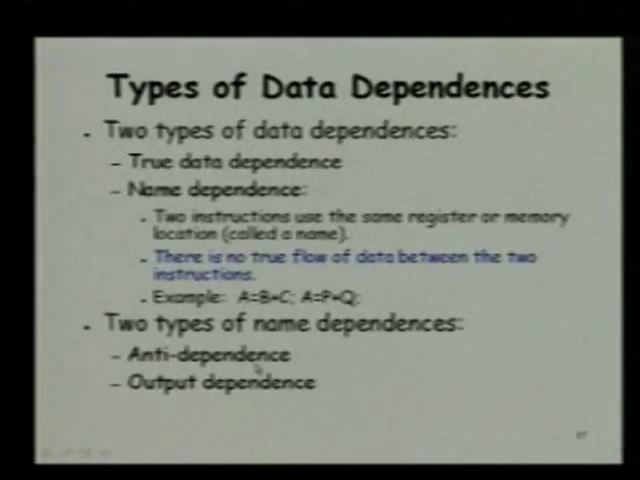 Types of Data Dependences
Two types of data dependences:
– True data dependence
– Name dependence:
Two instructions use the same register or memory
location (called a name).
There is no true flow of data between the two
instructions.
Example: A=B+C; A=P+Q;
Two types of name dependences:
– Anti-dependence
– Output dependence